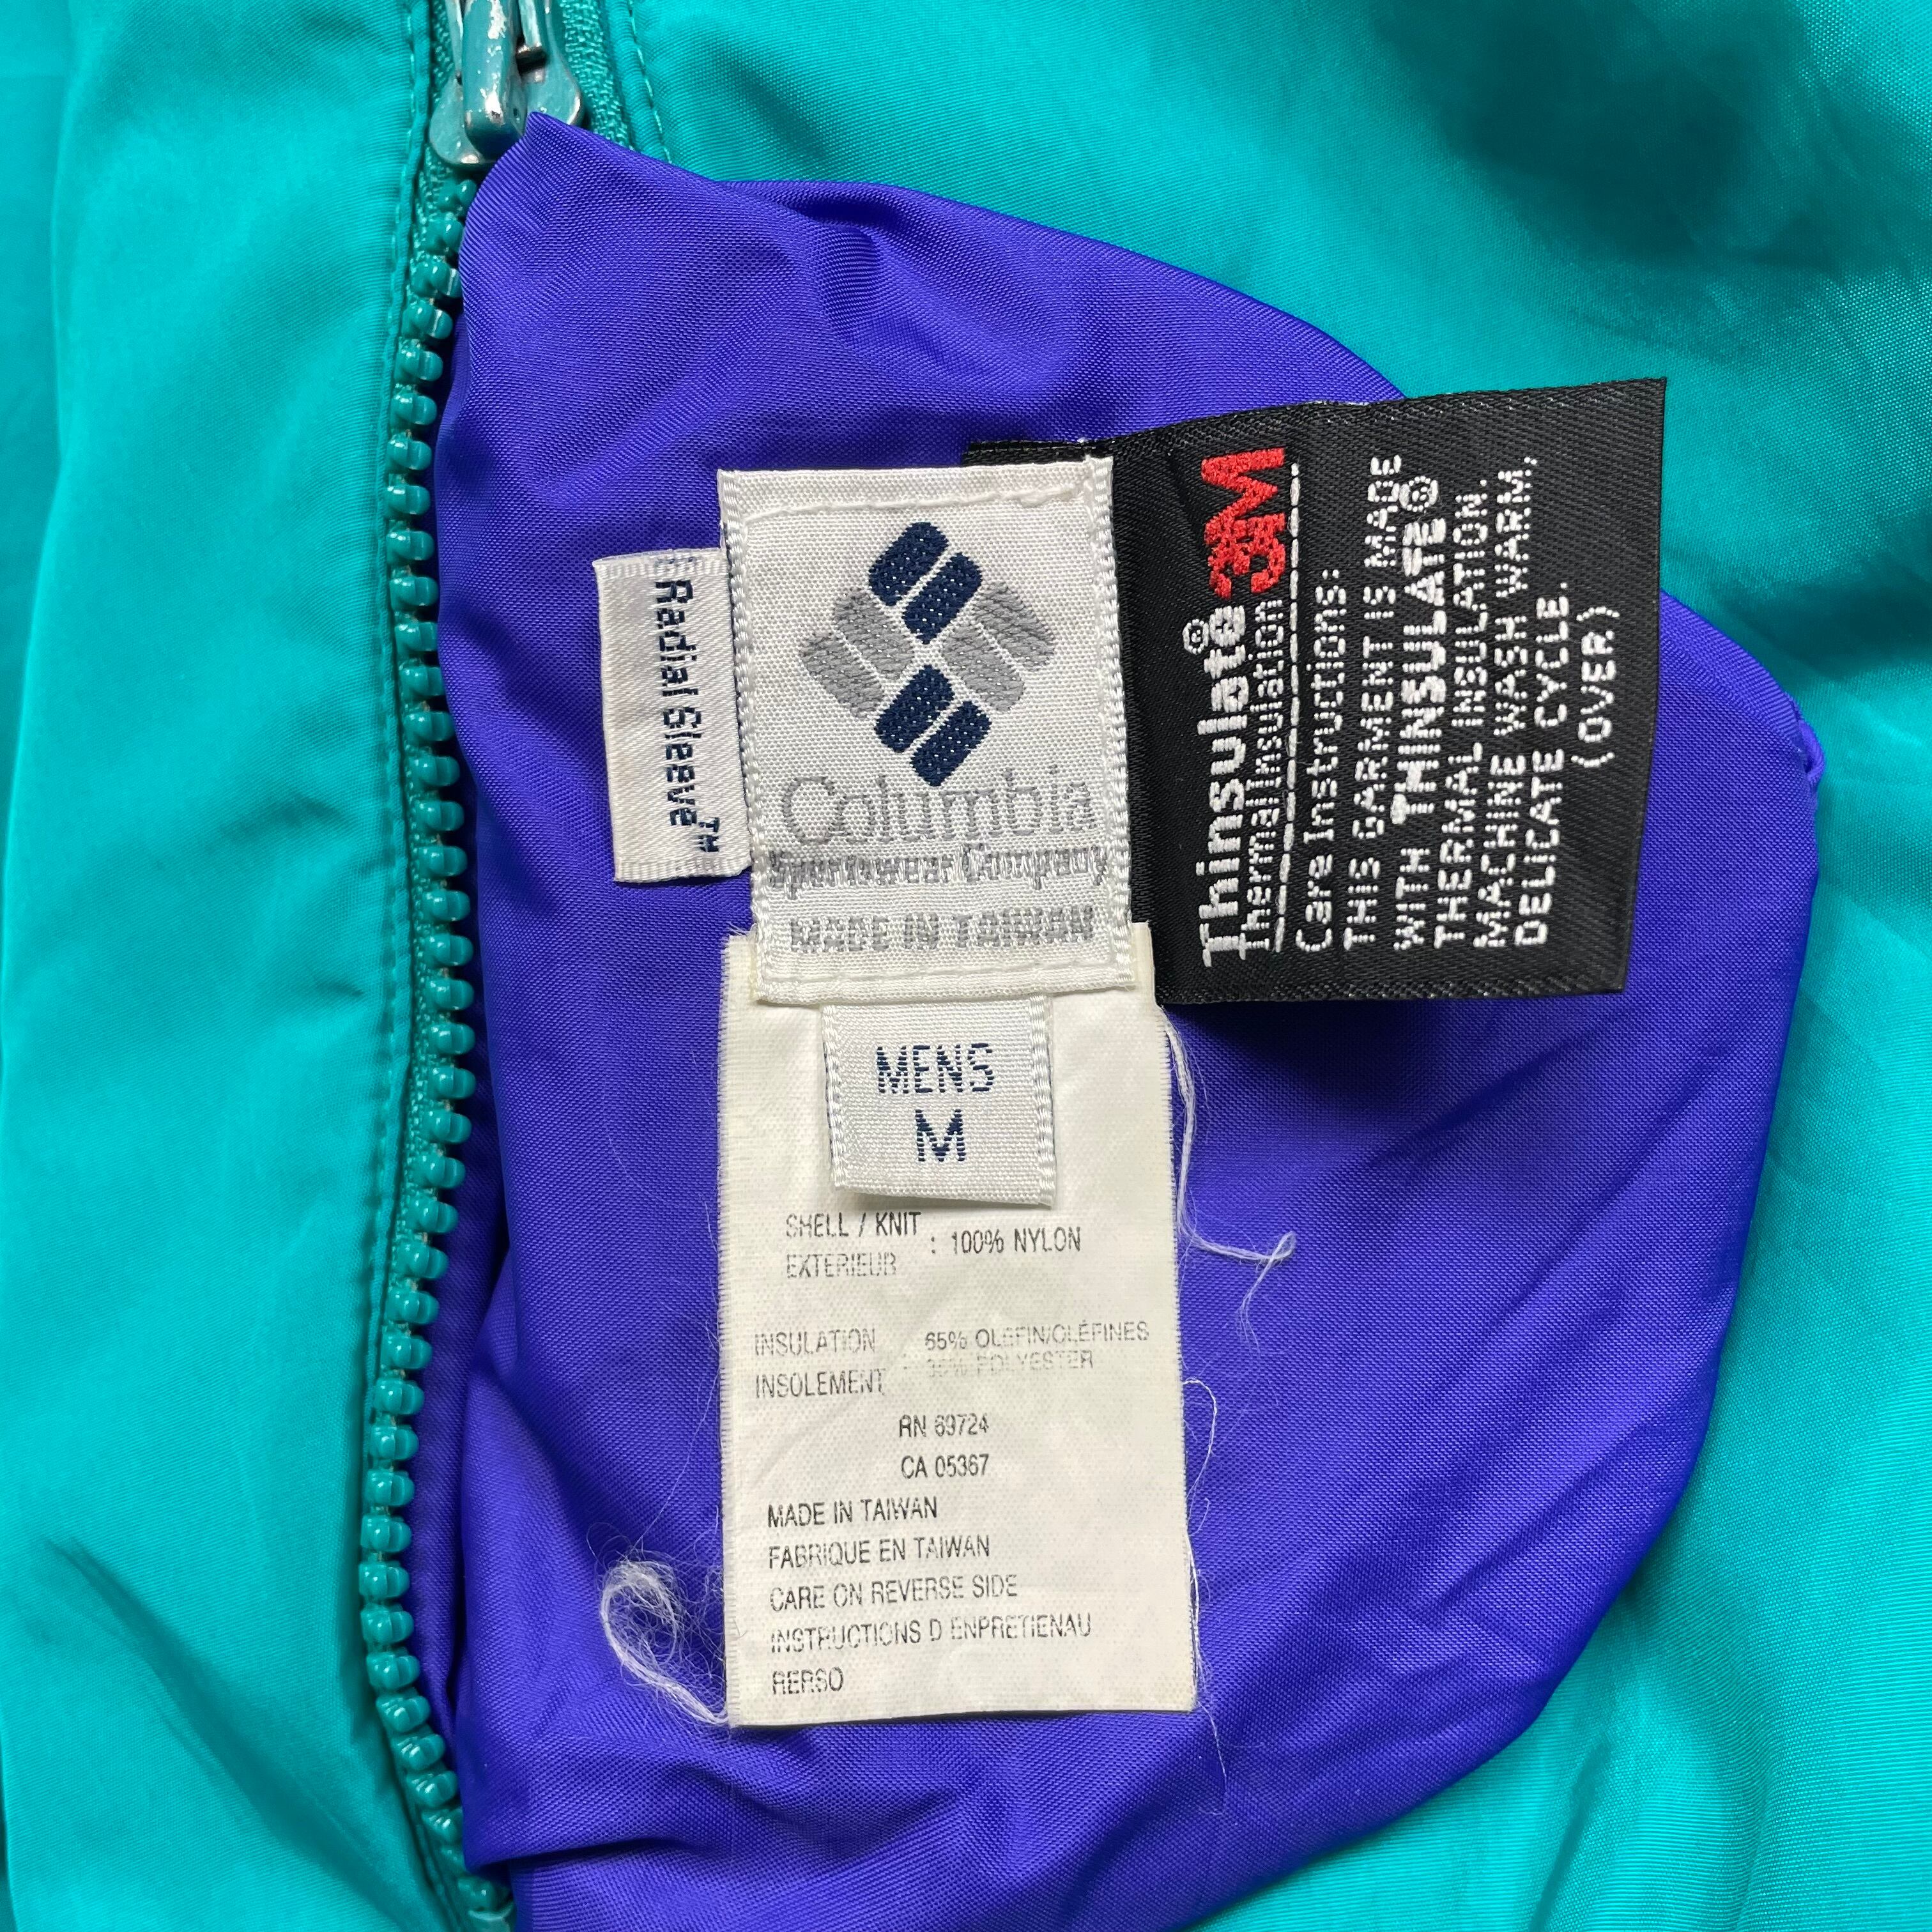 Radial Sleeve™
Columbia
Sportswear Company
MADE IN TAIWAN
Thinsulate® 3M
Thermal Insulation
Care Instructions:
THIS GARMENT IS MADE
WITH THINSULATE®
THERMAL INSULATION.
MACHINE WASH WARM,
DELICATE CYCLE.
(OVER)
MENS
M
SHELL / KNIT
EXTERIEUR : 100% NYLON
INSULATION 65% OLEFIN/OLÉFINES
INSOLEMENT : 35% POLYESTER
RN 69724
CA 05367
MADE IN TAIWAN
FABRIQUE EN TAIWAN
CARE ON REVERSE SIDE
INSTRUCTIONS D ENPRETIENAU
RERSO